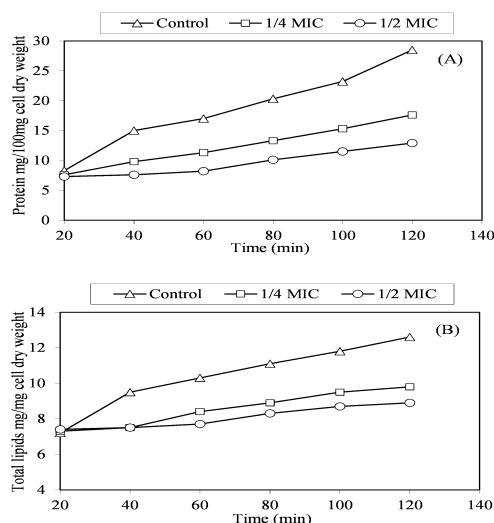 Control 1/4 MIC 1/2 MIC
(A)
Protein mg/100mg cell dry weight
30
25
20
15
10
5
0
20 40 60 80 100 120 140
Time (min)
Control 1/4 MIC 1/2 MIC
(B)
Total lipids mg/mg cell dry weight
14
12
10
8
6
4
20 40 60 80 100 120 140
Time (min)